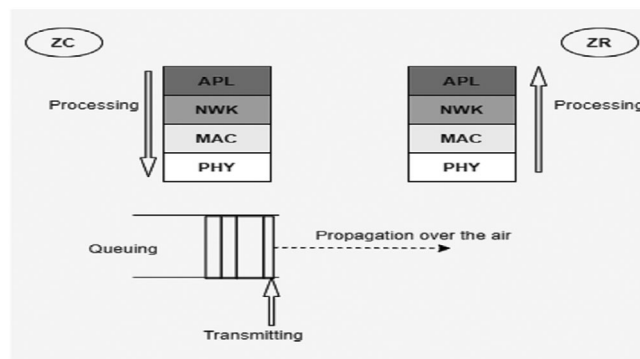 ZC
ZR
APL
NWK
MAC
PHY
Processing
APL
NWK
MAC
PHY
Processing
Queuing
Propagation over the air
Transmitting